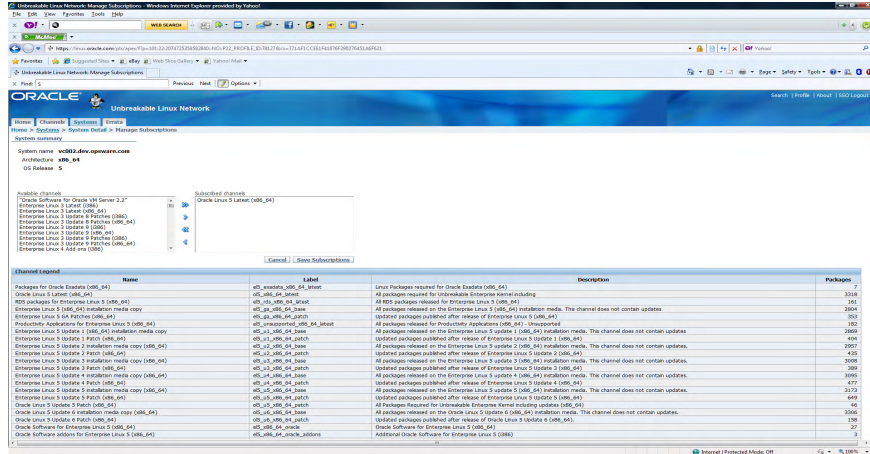 Unbreakable Linux Network: Manage Subscriptions - Windows Internet Explorer provided by Yahoo!
File Edit View Favorites Tools Help
WEB SEARCH
McAfee
Favorites Suggested Sites eBay Web Slice Gallery Yahoo! Mail
Unbreakable Linux Network: Manage Subscriptions
Page Safety Tools
Find: s Previous Next Options
ORACLE
Unbreakable Linux Network
Search | Profile | About | SSO Logout
Home Channels Systems Errata
Home > Systems > System Detail > Manage Subscriptions
System summary
System name vc002.dev.opsware.com
Architecture x86_64
OS Release 5
Available channels Subscribed channels
"Oracle Software for Oracle VM Server 2.2" Oracle Linux 5 Latest (x86_64)
Enterprise Linux 3 Latest (i386)
Enterprise Linux 3 Latest (x86_64)
Enterprise Linux 3 Update 8 Patches (i386)
Enterprise Linux 3 Update 8 Patches (x86_64)
Enterprise Linux 3 Update 9 (i386)
Enterprise Linux 3 Update 9 (x86_64)
Enterprise Linux 3 Update 9 Patches (i386)
Enterprise Linux 3 Update 9 Patches (x86_64)
Enterprise Linux 4 Add ons (i386)
Cancel Save Subscriptions
Channel Legend
Name Label Description Packages
Packages for Oracle Exadata (x86_64) el5_exadata_x86_64_latest Linux Packages required for Oracle Exadata (x86_64) 7
Oracle Linux 5 Latest (x86_64) el5_x86_64_latest All packages required for Unbreakable Enterprise Kernel including 3318
RDS packages for Enterprise Linux 5 (x86_64) el5_rds_x86_64_latest All RDS packages released for Enterprise Linux 5 (x86_64) 161
Enterprise Linux 5 (x86_64) installation media copy el5_ga_x86_64_base All packages released on the Enterprise Linux 5 (x86_64) installation media. This channel does not contain updates 2804
Enterprise Linux 5 GA Patches (x86_64) el5_ga_x86_64_patch Updated packages published after release of Enterprise Linux 5 (x86_64) 353
Productivity Applications for Enterprise Linux 5 (x86_64) el5_unsupported_x86_64_latest All packages released for Productivity Applications (x86_64) - Unsupported 182
Enterprise Linux 5 Update 1 (x86_64) installation media copy el5_u1_x86_64_base All packages released on the Enterprise Linux 5 update 1 (x86_64) installation media. This channel does not contain updates 2869
Enterprise Linux 5 Update 1 Patch (x86_64) el5_u1_x86_64_patch Updated packages published after release of Enterprise Linux 5 Update 1 (x86_64) 404
Enterprise Linux 5 Update 2 installation media copy (x86_64) el5_u2_x86_64_base All packages released on the Enterprise Linux 5 update 2 (x86_64) installation media. This channel does not contain updates. 2957
Enterprise Linux 5 Update 2 Patch (x86_64) el5_u2_x86_64_patch Updated packages published after release of Enterprise Linux 5 Update 2 (x86_64) 435
Enterprise Linux 5 Update 3 installation media copy (x86_64) el5_u3_x86_64_base All packages released on the Enterprise Linux 5 update 3 (x86_64) installation media. This channel does not contain updates. 3008
Enterprise Linux 5 Update 3 Patch (x86_64) el5_u3_x86_64_patch Updated packages published after release of Enterprise Linux 5 Update 3 (x86_64) 389
Enterprise Linux 5 Update 4 installation media copy (x86_64) el5_u4_x86_64_base All packages released on the Enterprise Linux 5 update 4 (x86_64) installation media. This channel does not contain updates. 3095
Enterprise Linux 5 Update 4 Patch (x86_64) el5_u4_x86_64_patch Updated packages published after release of Enterprise Linux 5 Update 4 (x86_64) 477
Enterprise Linux 5 Update 5 installation media copy (x86_64) el5_u5_x86_64_base All packages released on the Enterprise Linux 5 update 5 (x86_64) installation media. This channel does not contain updates. 3173
Enterprise Linux 5 Update 5 Patch (x86_64) el5_u5_x86_64_patch Updated packages published after release of Enterprise Linux 5 Update 5 (x86_64) 649
Oracle Linux 5 Update 5 Patch (x86_64) All Packages Required for Unbreakable Enterprise Kernel including updates (x86_64) 46
Oracle Linux 5 Update 6 installation media copy (x86_64) All packages released on the Oracle Linux 5 Update 6 (x86_64) installation media. This channel does not contain updates. 3306
Oracle Linux 5 Update 6 Patch (x86_64) Updated packages published after release of Oracle Linux 5 Update 6 (x86_64). 158
Oracle Software for Enterprise Linux 5 (x86_64) el5_x86_64_oracle Oracle Software for Enterprise Linux 5 (x86_64) 27
Oracle Software addons for Enterprise Linux 5 (x86_64) el5_x86_64_oracle_addons Additional Oracle Software for Enterprise Linux 5 (i386) 3
Internet | Protected Mode: Off 100%